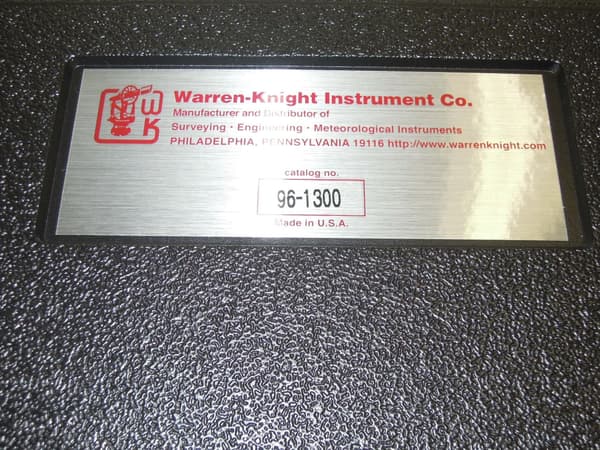 W
K
Warren-Knight Instrument Co.
Manufacturer and Distributor of
Surveying • Engineering • Meteorological Instruments
PHILADELPHIA, PENNSYLVANIA 19116 http://www.warrenknight.com
catalog no.
96-1300
Made in U.S.A.